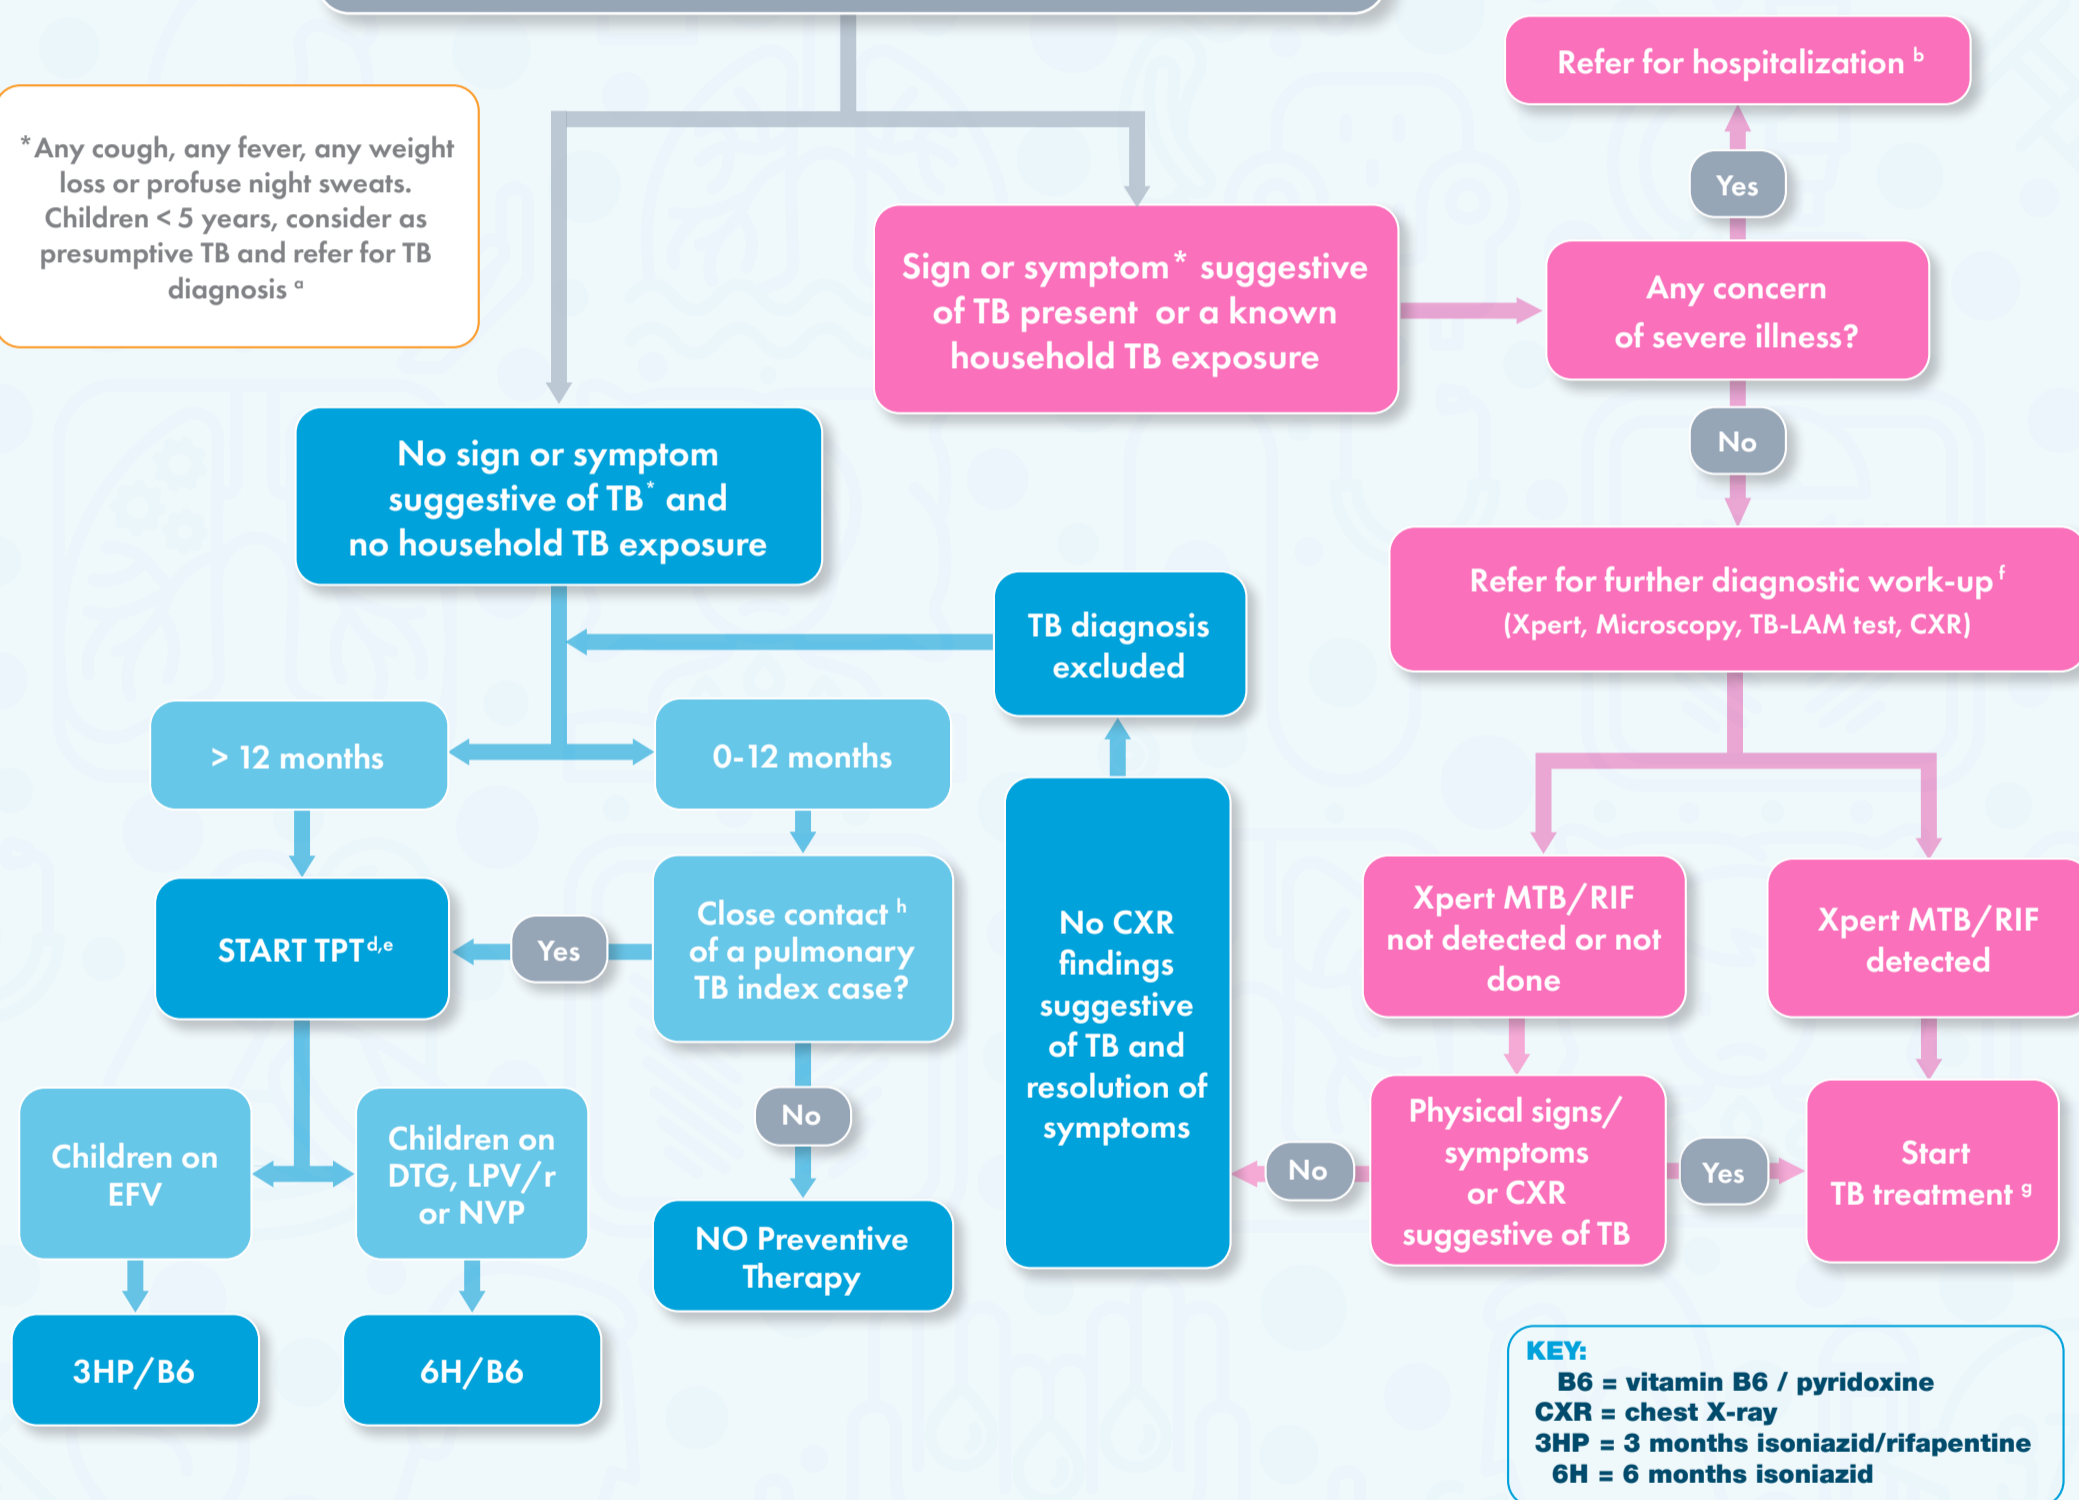 Refer for hospitalization b
*Any cough, any fever, any weight
loss or profuse night sweats.
Children < 5 years, consider as
presumptive TB and refer for TB
diagnosis a
Yes
Sign or symptom* suggestive
of TB present or a known
household TB exposure
Any concern
of severe illness?
No
No sign or symptom
suggestive of TB* and
no household TB exposure
Refer for further diagnostic work-up f
(Xpert, Microscopy, TB-LAM test, CXR)
TB diagnosis
excluded
> 12 months
0-12 months
START TPT d,e
Yes
Close contact h
of a pulmonary
TB index case?
No CXR
findings
suggestive
of TB and
resolution of
symptoms
Xpert MTB/RIF
not detected or not
done
Xpert MTB/RIF
detected
Children on
EFV
Children on
DTG, LPV/r
or NVP
No
NO Preventive
Therapy
No
Physical signs/
symptoms
or CXR
suggestive of TB
Yes
Start
TB treatment g
3HP/B6
6H/B6
KEY:
B6 = vitamin B6 / pyridoxine
CXR = chest X-ray
3HP = 3 months isoniazid/rifapentine
6H = 6 months isoniazid